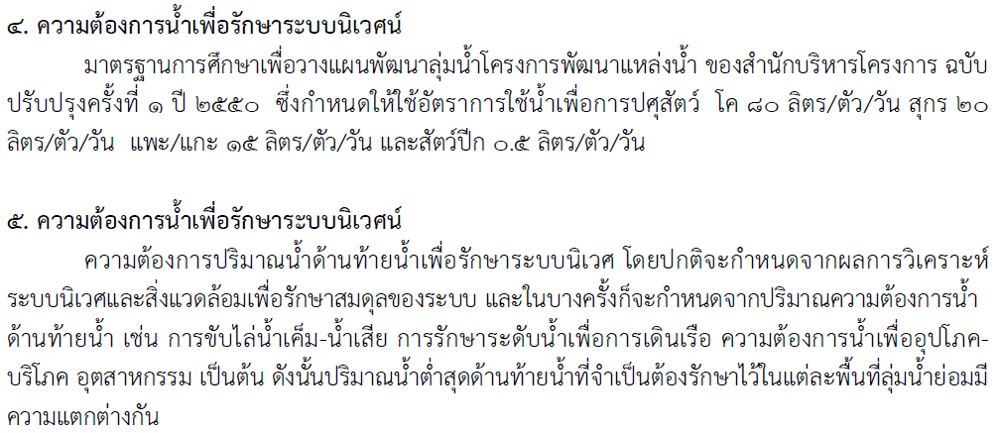 ๔. ความต้องการน้ำเพื่อรักษาระบบนิเวศน์
มาตรฐานการศึกษาเพื่อวางแผนพัฒนาลุ่มน้ำโครงการพัฒนาแหล่งน้ำ ของสำนักบริหารโครงการ ฉบับ
ปรับปรุงครั้งที่ ๑ ปี ๒๕๕๐ ซึ่งกำหนดให้ใช้อัตราการใช้น้ำเพื่อการปศุสัตว์ โค ๘๐ ลิตร/ตัว/วัน สุกร ๒๐
ลิตร/ตัว/วัน แพะ/แกะ ๑๕ ลิตร/ตัว/วัน และสัตว์ปีก ๐.๕ ลิตร/ตัว/วัน
๕. ความต้องการน้ำเพื่อรักษาระบบนิเวศน์
ความต้องการปริมาณน้ำด้านท้ายน้ำเพื่อรักษาระบบนิเวศ โดยปกติจะกำหนดจากผลการวิเคราะห์
ระบบนิเวศและสิ่งแวดล้อมเพื่อรักษาสมดุลของระบบ และในบางครั้งก็จะกำหนดจากปริมาณความต้องการน้ำ
ด้านท้ายน้ำ เช่น การขับไล่น้ำเค็ม-น้ำเสีย การรักษาระดับน้ำเพื่อการเดินเรือ ความต้องการน้ำเพื่ออุปโภค-
บริโภค อุตสาหกรรม เป็นต้น ดังนั้นปริมาณน้ำต่ำสุดด้านท้ายน้ำที่จำเป็นต้องรักษาไว้ในแต่ละพื้นที่ลุ่มน้ำย่อมมี
ความแตกต่างกัน